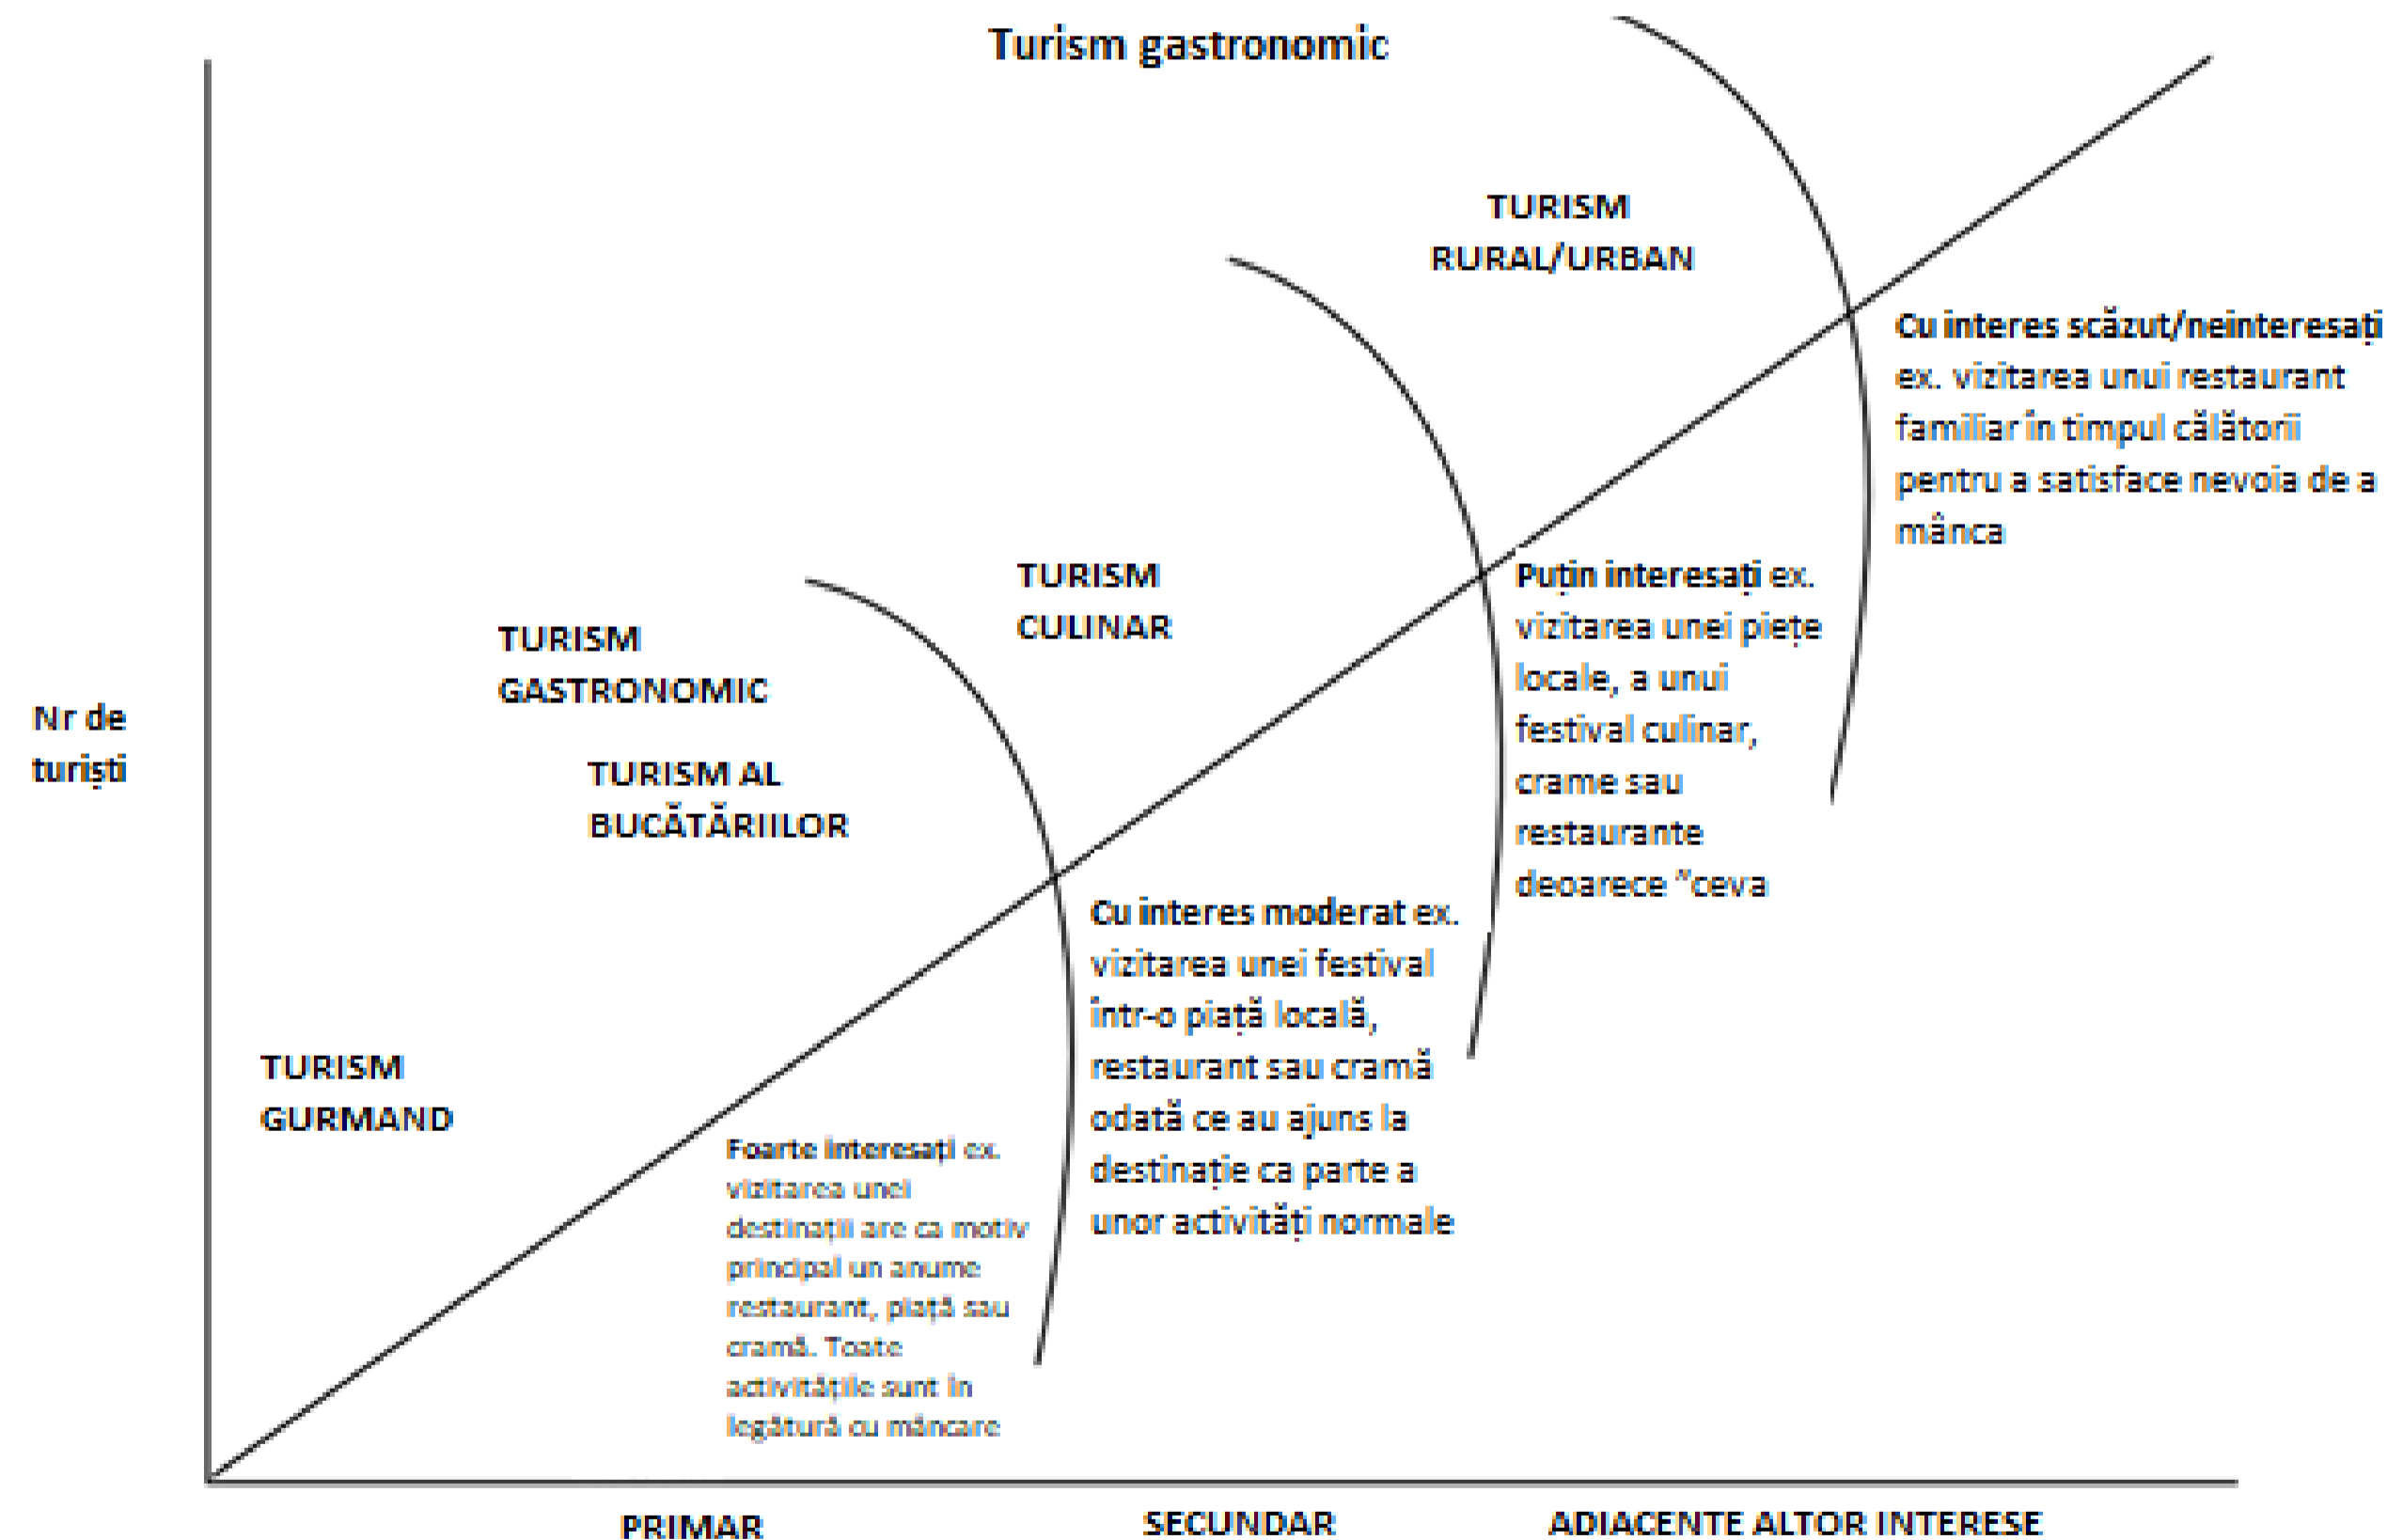 Turism gastronomic
TURISM
RURAL/URBAN
Cu interes scăzut/neinteresați
ex. vizitarea unui restaurant
familiar în timpul călătorii
pentru a satisface nevoia de a
mânca
TURISM
CULINAR
Puțin interesați ex.
vizitarea unei piețe
locale, a unui
festival culinar,
crame sau
restaurante
deoarece "ceva
TURISM
GASTRONOMIC
TURISM AL
BUCĂTĂRIILOR
Nr de
turiști
Cu interes moderat ex.
vizitarea unei festival
într-o piață locală,
restaurant sau cramă
odată ce au ajuns la
destinație ca parte a
unor activități normale
TURISM
GURMAND
Foarte interesați ex.
vizitarea unei
destinații are ca motiv
principal un anume
restaurant, piață sau
cramă. Toate
activitățile sunt în
legătură cu mâncare
PRIMAR
SECUNDAR
ADIACENTE ALTOR INTERESE